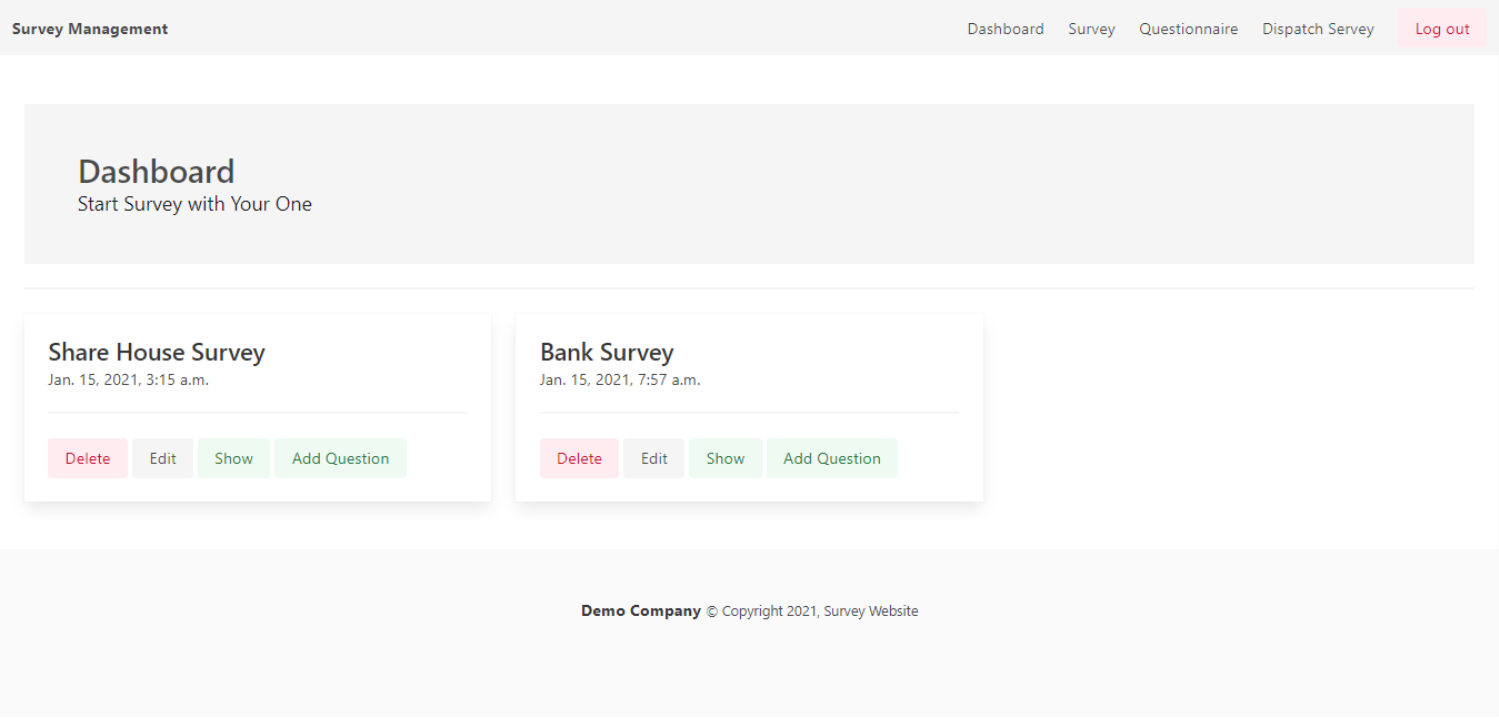 Survey Management Dashboard Survey Questionnaire Dispatch Servey Log out
Dashboard
Start Survey with Your One
Share House Survey
Jan. 15, 2021, 3:15 a.m.
Delete Edit Show Add Question
Bank Survey
Jan. 15, 2021, 7:57 a.m.
Delete Edit Show Add Question
Demo Company © Copyright 2021, Survey Website